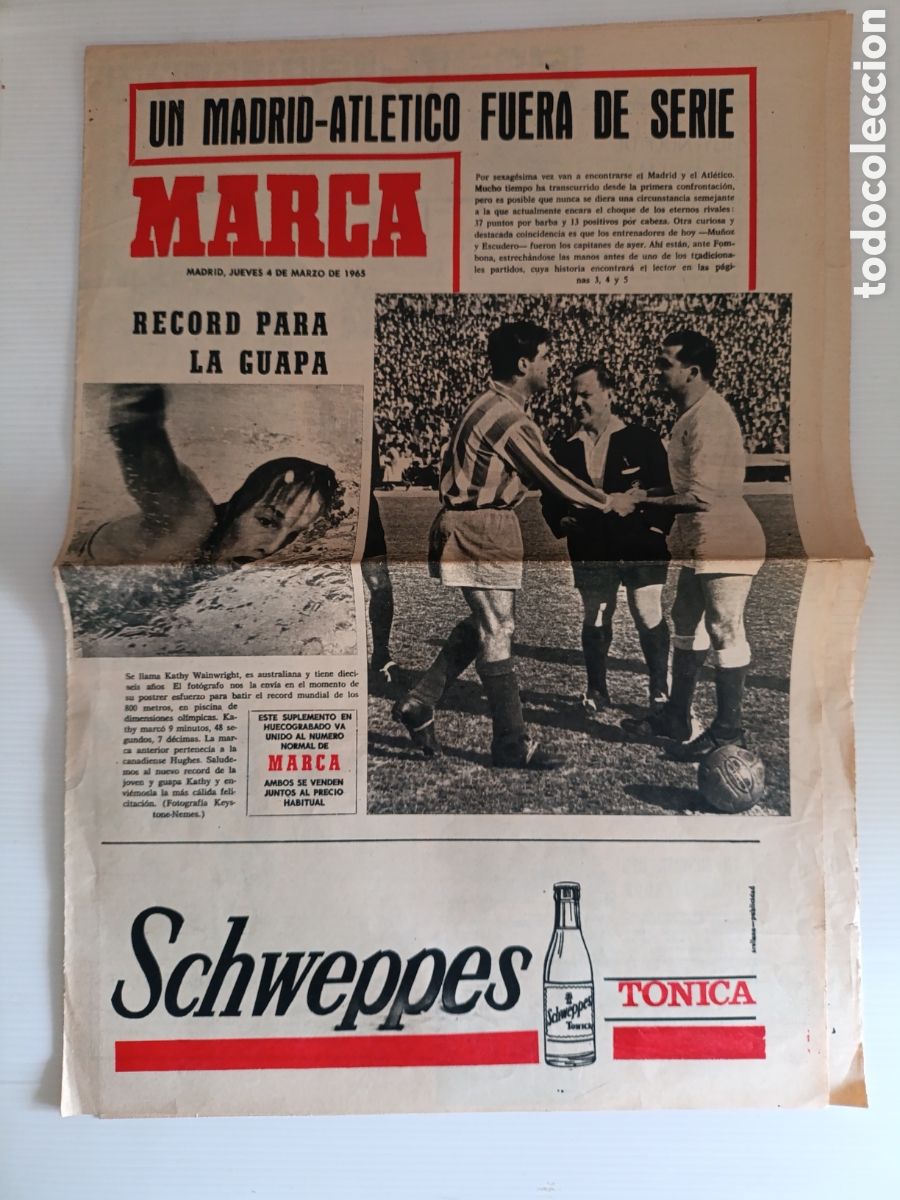 UN MADRID-ATLETICO FUERA DE SERIE
MARCA
MADRID, JUEVES 4 DE MARZO DE 1965
Por sexagésima vez van a encontrarse el Madrid y el Atlético.
Mucho tiempo ha transcurrido desde la primera confrontación,
pero es posible que nunca se diera una circunstancia semejante
a la que actualmente encara el choque de los eternos rivales:
37 puntos por barba y 13 positivos por cabeza. Otra curiosa y
destacada coincidencia es que los entrenadores de hoy —Muñoz
y Escudero— fueron los capitanes de ayer. Ahí están, ante Fom-
bona, estrechándose las manos antes de uno de los tradiciona-
les partidos, cuya historia encontrará el lector en las pági-
nas 3, 4 y 5
RECORD PARA
LA GUAPA
Se llama Kathy Wainwright, es australiana y tiene dieci-
seis años El fotógrafo nos la envía en el momento de
su postrer esfuerzo para batir el record mundial de los
800 metros, en piscina de
dimensiones olímpicas. Ka-
thy marcó 9 minutos, 48 se-
gundos, 7 décimas. La mar-
ca anterior pertenecía a la
canadiense Hughes. Salude-
mos al nuevo record de la
joven y guapa Kathy y en-
viémosla la más cálida feli-
citación. (Fotografía Keys-
tone-Nemes.)
ESTE SUPLEMENTO EN
HUECOGRABADO VA
UNIDO AL NUMERO
NORMAL DE
MARCA
AMBOS SE VENDEN
JUNTOS AL PRECIO
HABITUAL
Schweppes
Schweppes
TONICA
TONICA
arellano-publicidad
todocoleccion